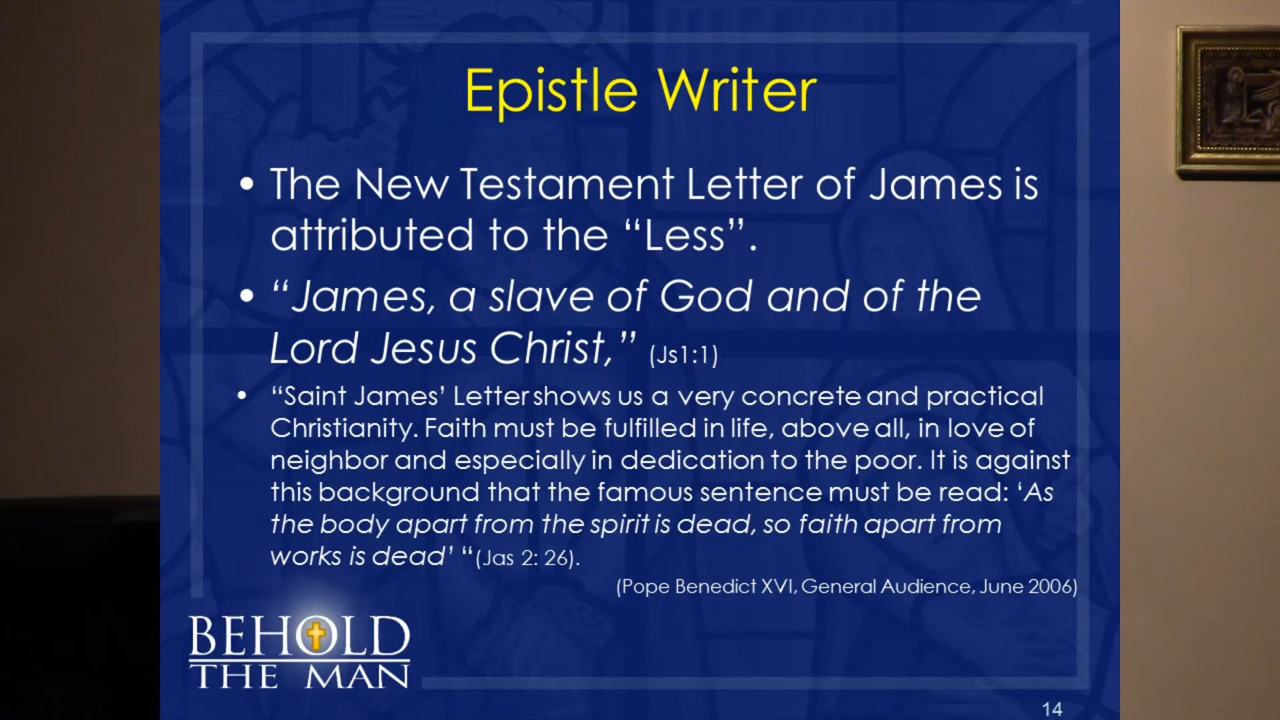 Epistle Writer
• The New Testament Letter of James is
attributed to the “Less”.
• “James, a slave of God and of the
Lord Jesus Christ,” (Js1:1)
• “Saint James’ Letter shows us a very concrete and practical
Christianity. Faith must be fulfilled in life, above all, in love of
neighbor and especially in dedication to the poor. It is against
this background that the famous sentence must be read: ‘As
the body apart from the spirit is dead, so faith apart from
works is dead’ “(Jas 2: 26).
(Pope Benedict XVI, General Audience, June 2006)
BEHOLD
THE MAN
14